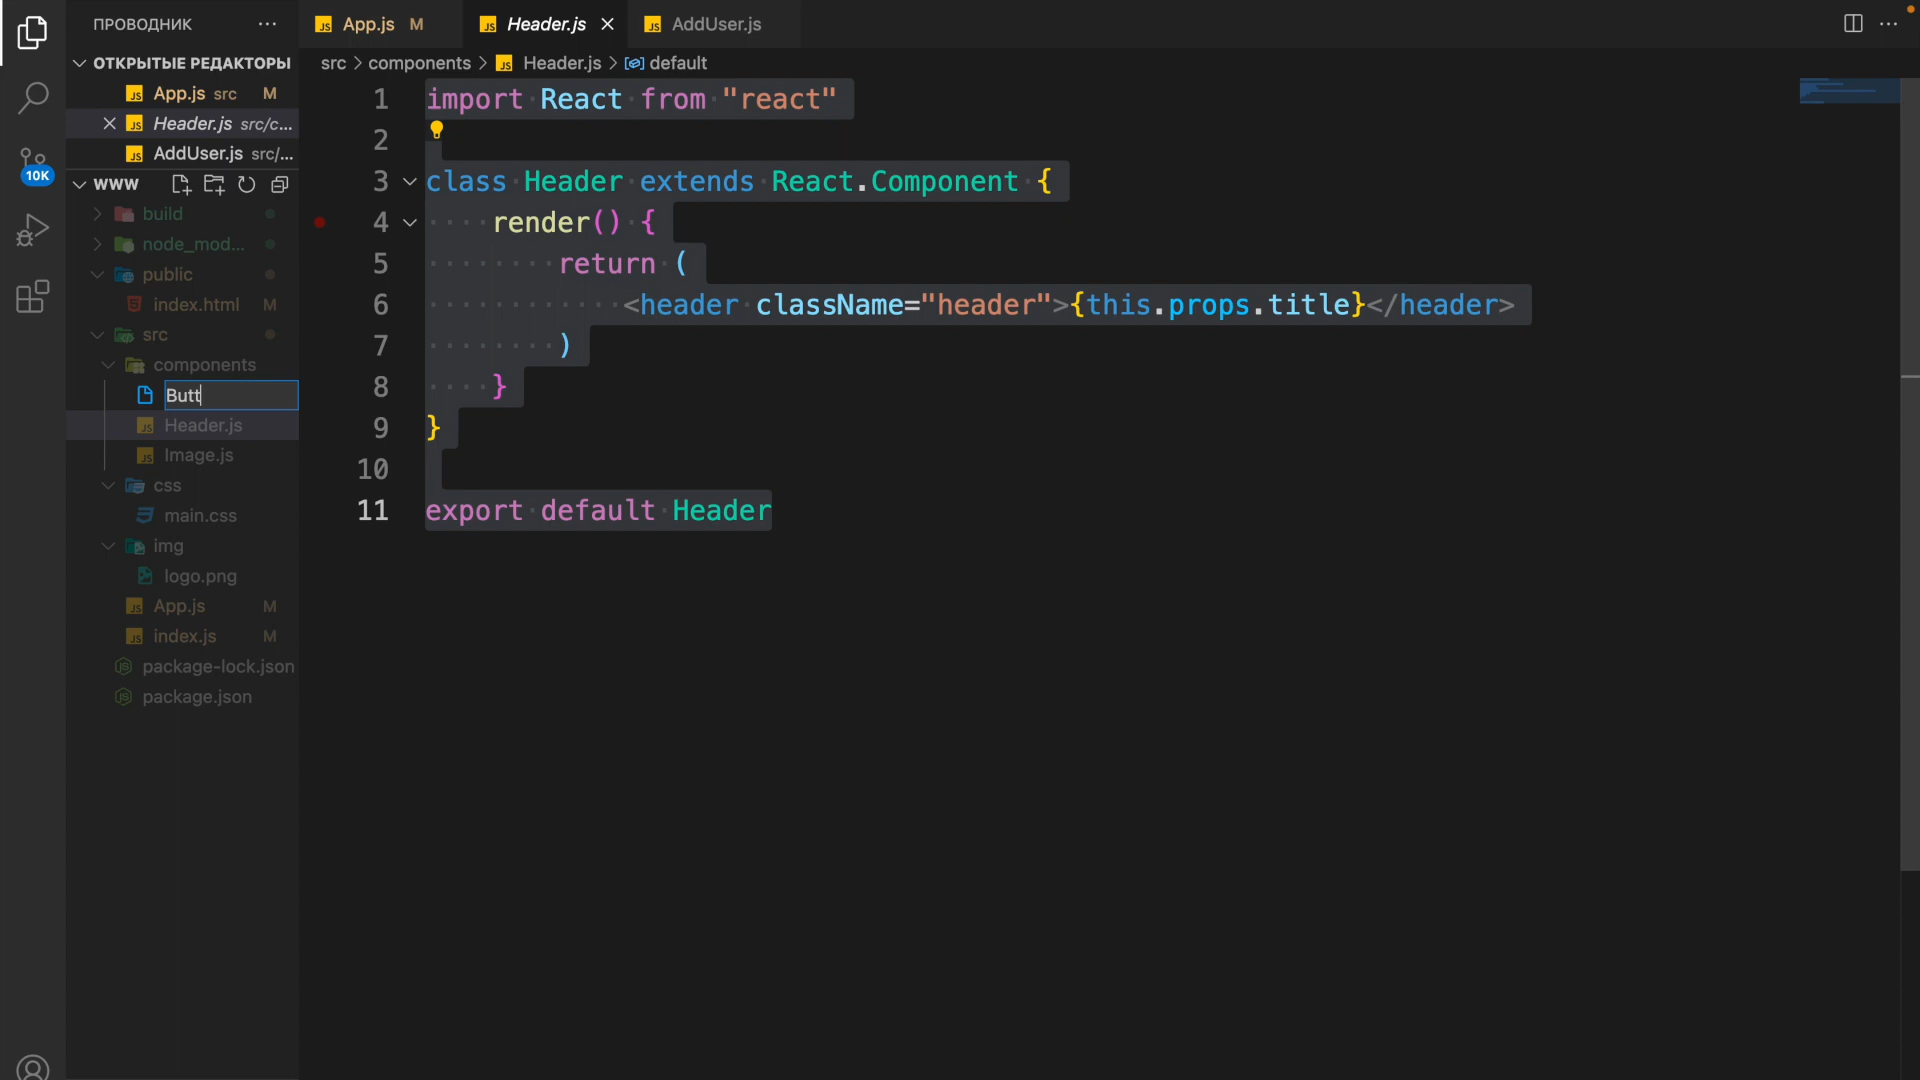 ПРОВОДНИК ···
App.js M
Header.js
AddUser.js
ОТКРЫТЫЕ РЕДАКТОРЫ
src > components > Header.js > default
App.js src M
Header.js src/c...
AddUser.js src/...
10K
WWW
build
node_mod...
public
index.html M
src
components
Butt
Header.js
Image.js
css
main.css
img
logo.png
App.js M
index.js M
package-lock.json
package.json
1 import React from "react"
2
3 class Header extends React.Component {
4 render() {
5 return (
6 <header className="header">{this.props.title}</header>
7 )
8 }
9 }
10
11 export default Header